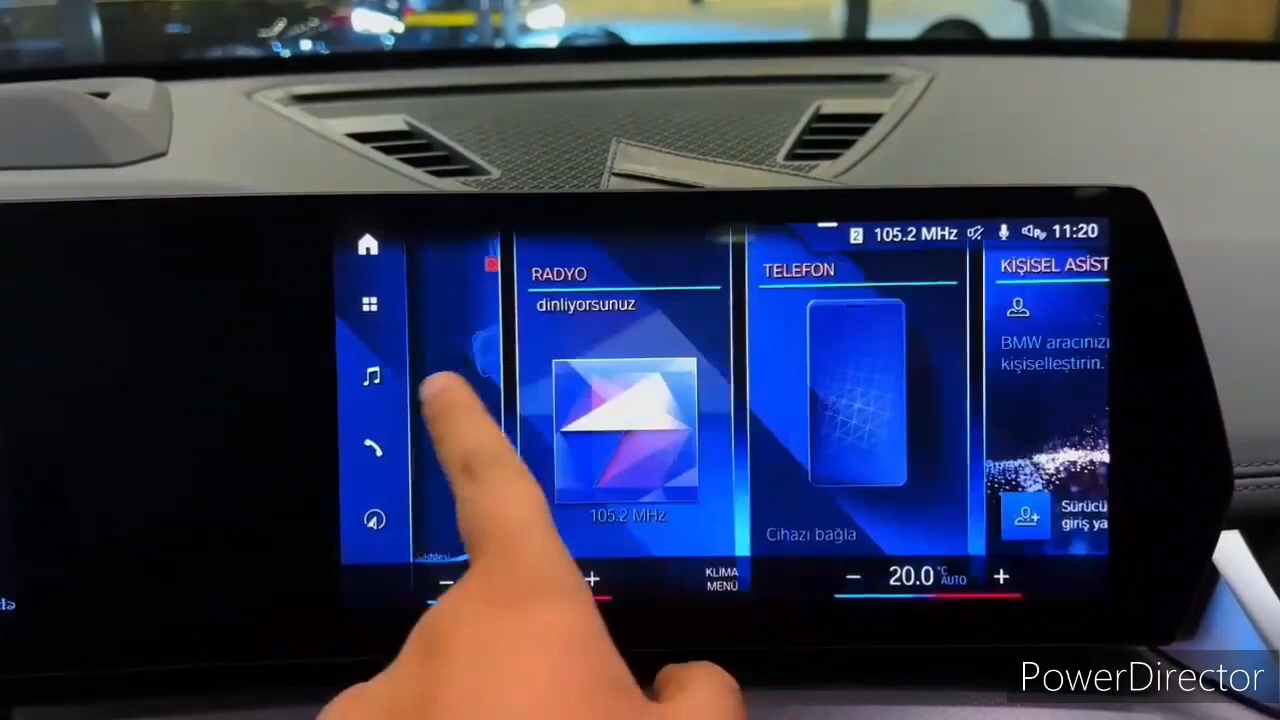 2 105.2 MHz 11:20
RADYO
dinliyorsunuz
105.2 MHz
TELEFON
Cihazı bağla
KİŞİSEL ASİST
BMW aracınızı
kişiselleştirin.
Sürücü
giriş ya
caddesi
KLİMA
MENÜ
− + − 20.0 °C AUTO +
PowerDirector